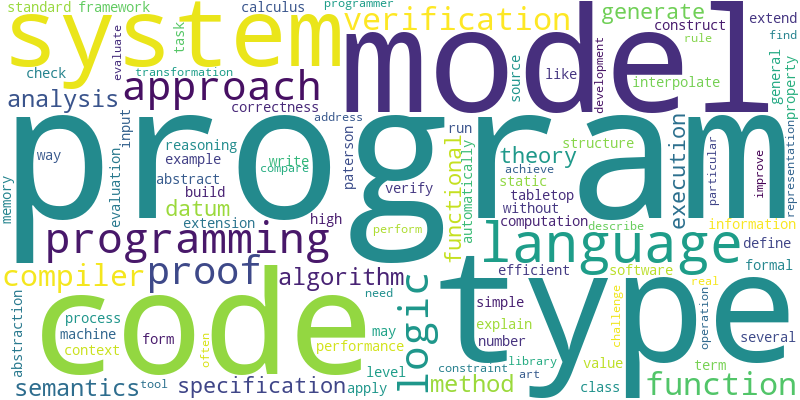 standard framework
calculus
programmer
system
model
verification
generate
extend
evaluate
task
construct
rule
find
check
transformation
approach
source
like
development
interpolate
general
property
analysis
correctness
input
address
program
way
reasoning
example
write
compare
paterson
run
automatically
functional
theory
structure
achieve
static
execution
particular
improve
representation
memory
evaluation
abstract
build
verify
tabletop
without
computation
datum
extension
high
perform
describe
information
programming
language
define
compiler
proof
algorithm
logic
type
efficient
software
real
formal
abstraction
code
process
machine
context
form
often
need
may
performance
simple
explain
number
challenge
operation
several
semantics
tool
specification
level
apply
method
library
constraint
art
value
class
term
function